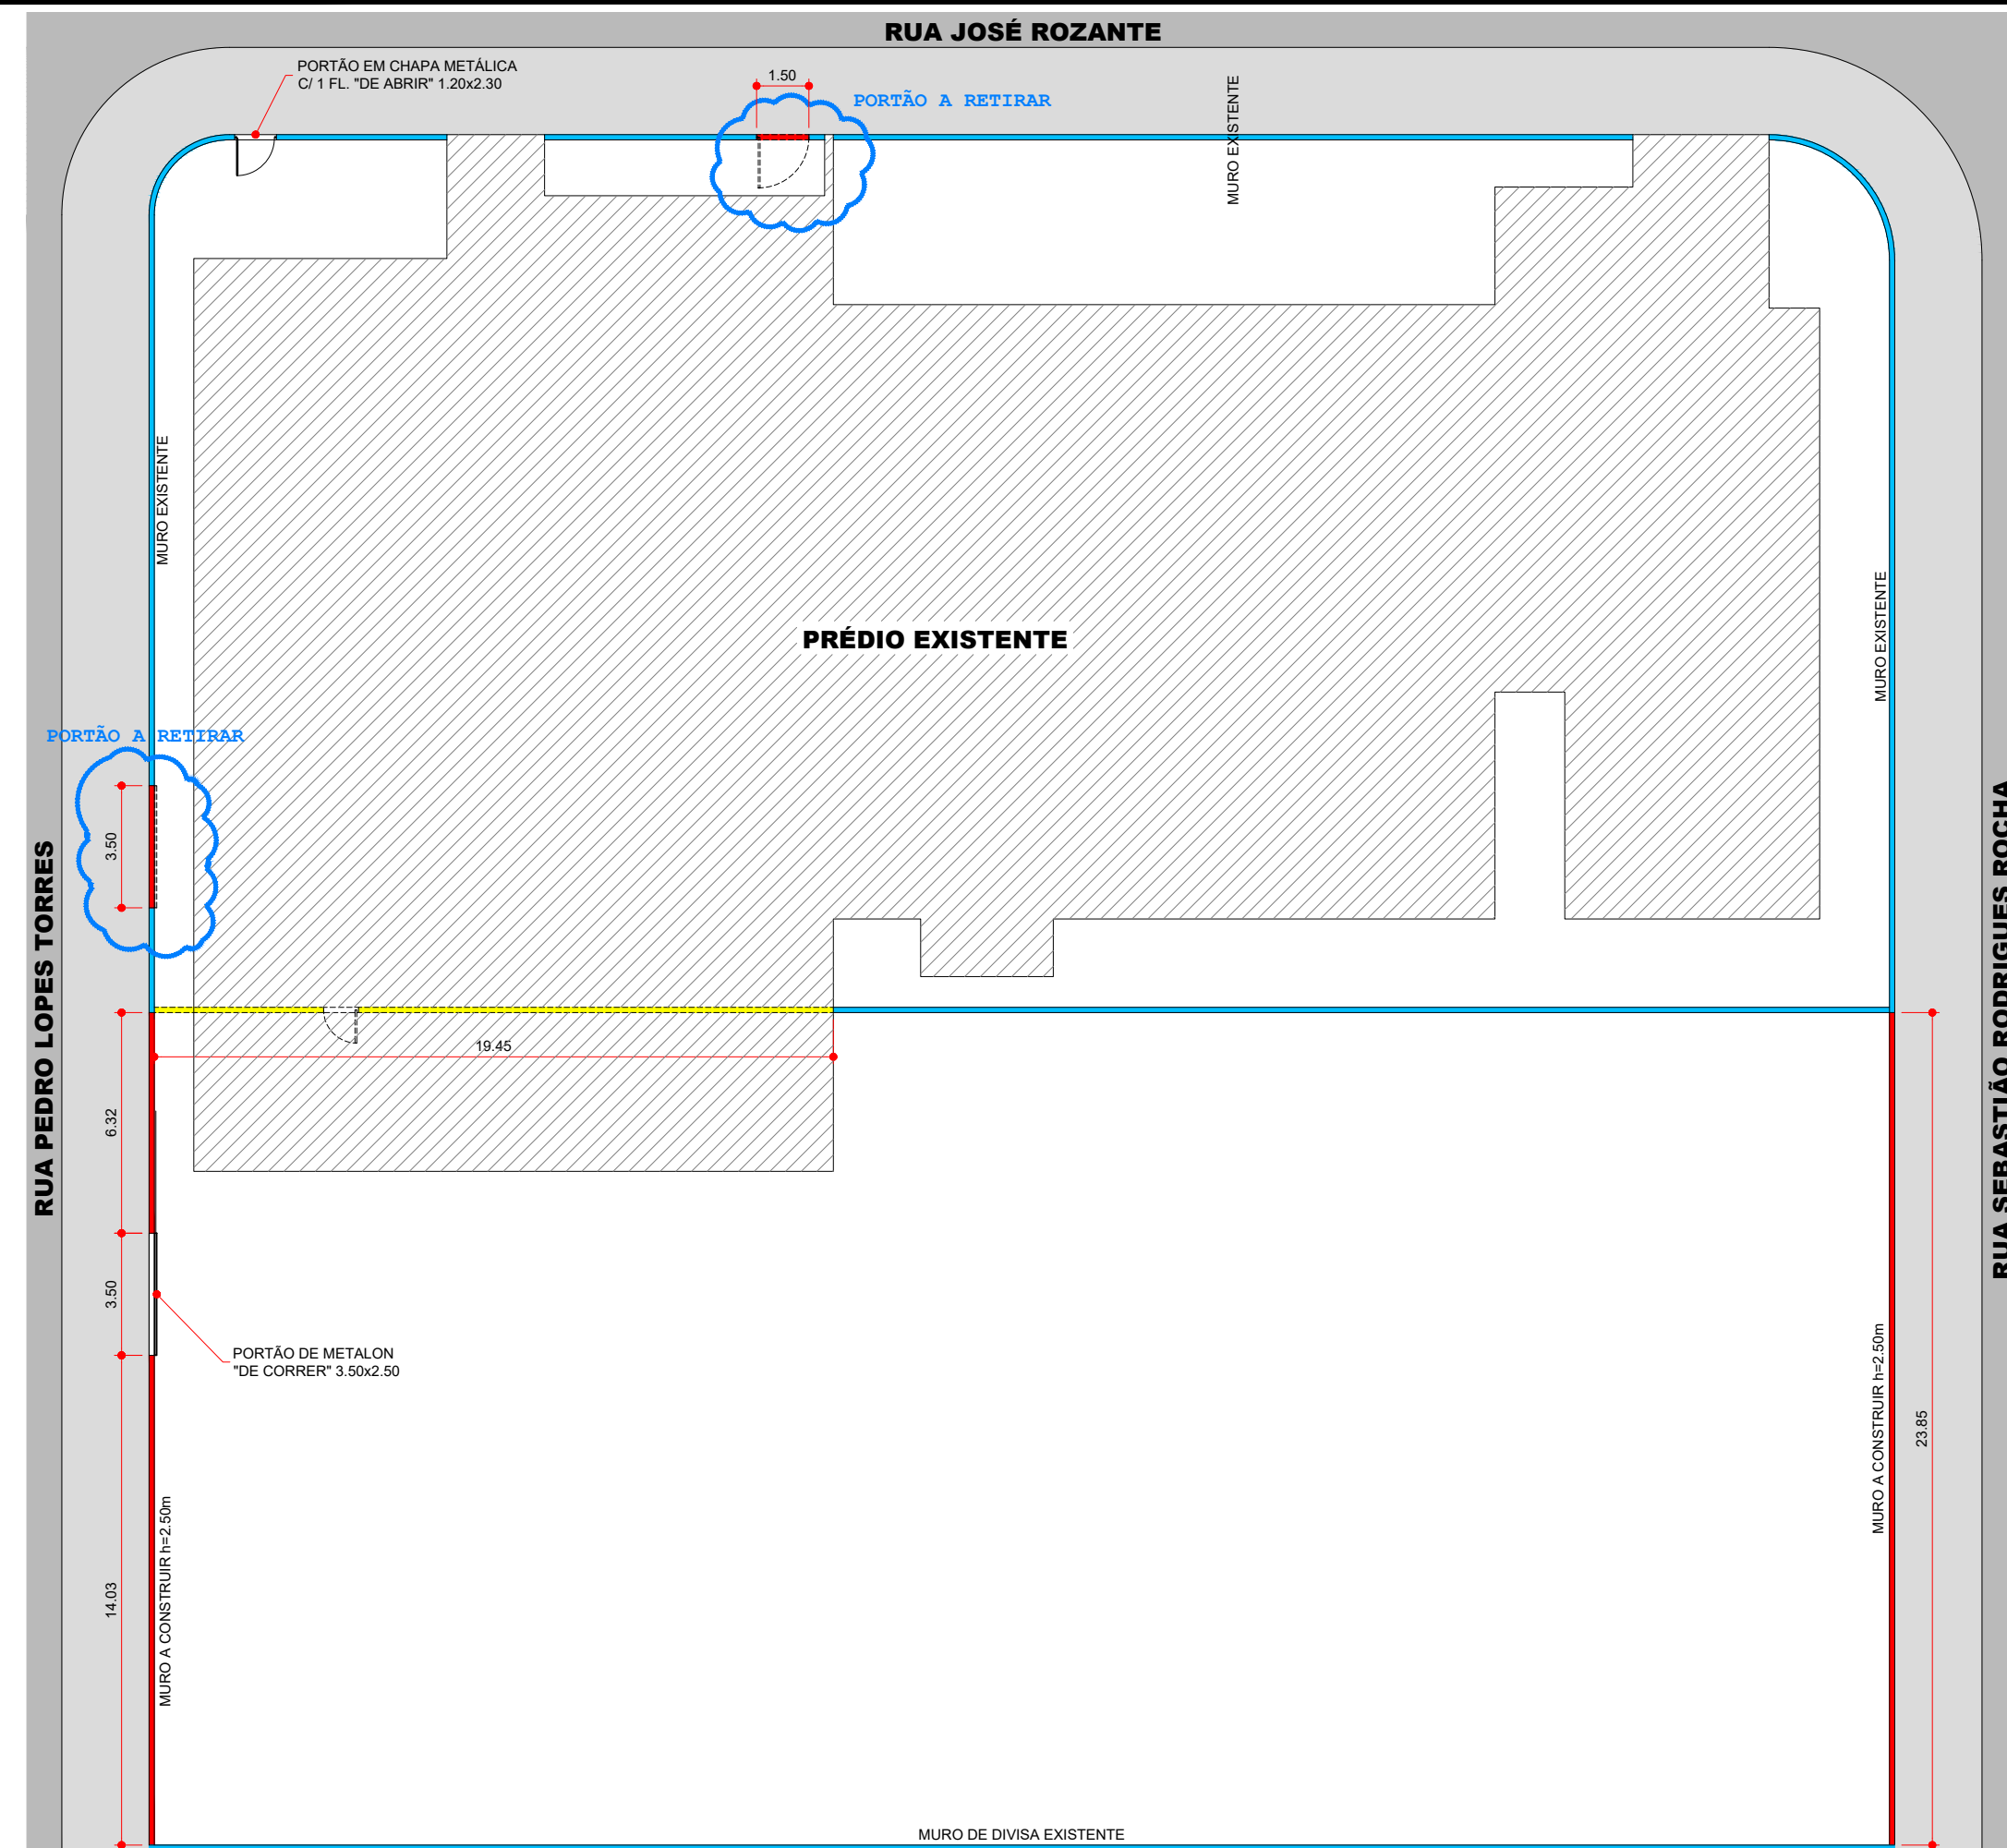 RUA JOSÉ ROZANTE
PORTÃO EM CHAPA METÁLICA
C/ 1 FL. "DE ABRIR" 1.20x2.30
1.50
PORTÃO A RETIRAR
MURO EXISTENTE
MURO EXISTENTE
PRÉDIO EXISTENTE
MURO EXISTENTE
PORTÃO A RETIRAR
3.50
RUA PEDRO LOPES TORRES
RUA SEBASTIÃO RODRIGUES ROCHA
19.45
6.32
3.50
PORTÃO DE METALON
"DE CORRER" 3.50x2.50
MURO A CONSTRUIR h=2.50m
23.85
MURO A CONSTRUIR h=2.50m
14.03
MURO DE DIVISA EXISTENTE